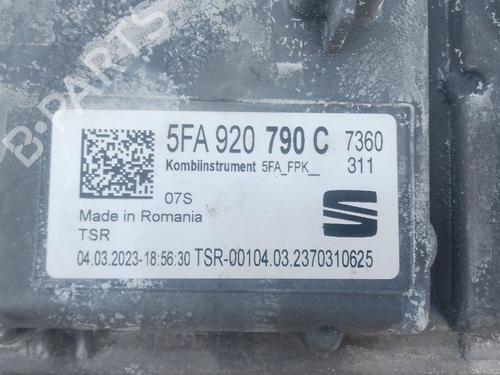 5FA 920 790 C 7360
Kombiinstrument 5FA_FPK__ 311
07S
Made in Romania
TSR
04.03.2023-18:56:30 TSR-00104.03.2370310625
B-PARTS